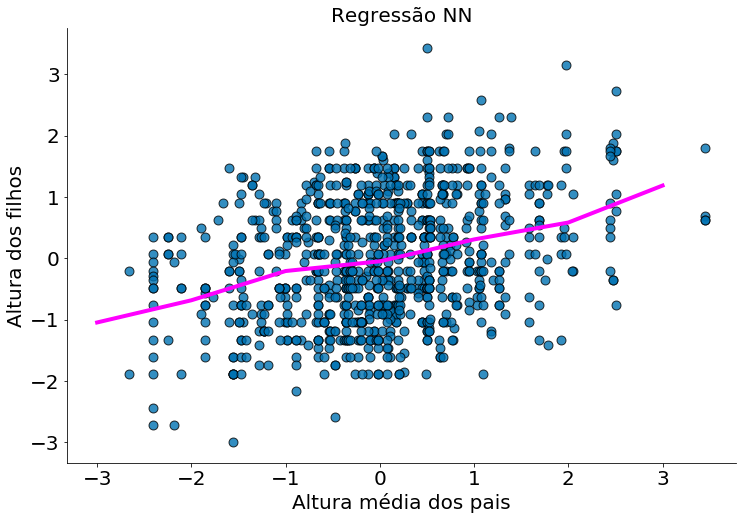 Regressão NN
Altura dos filhos
3
2
1
0
−1
−2
−3
−3 −2 −1 0 1 2 3
Altura média dos pais